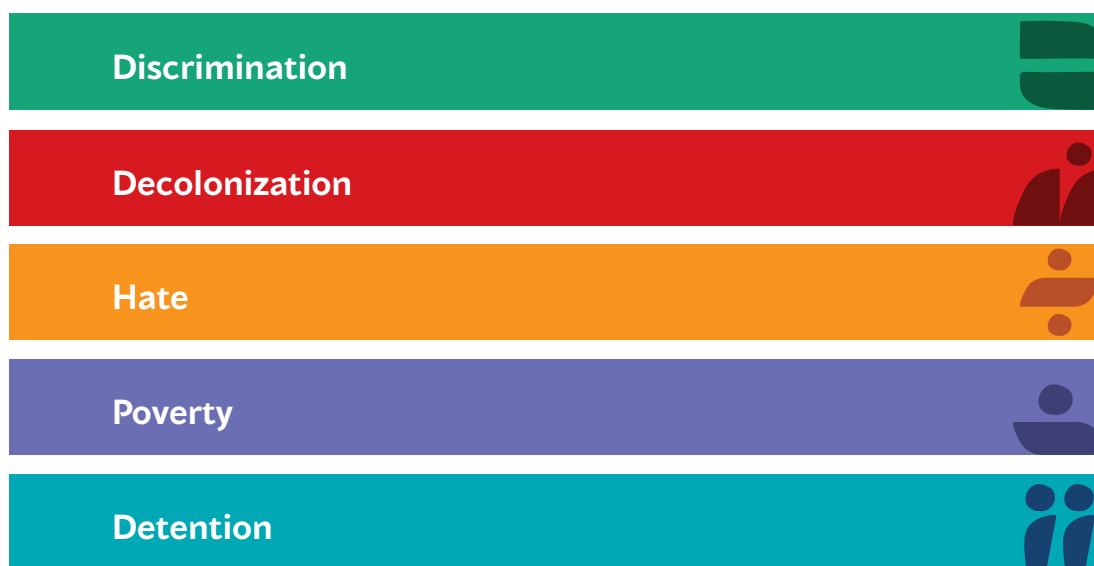 Discrimination
Decolonization
Hate
Poverty
Detention